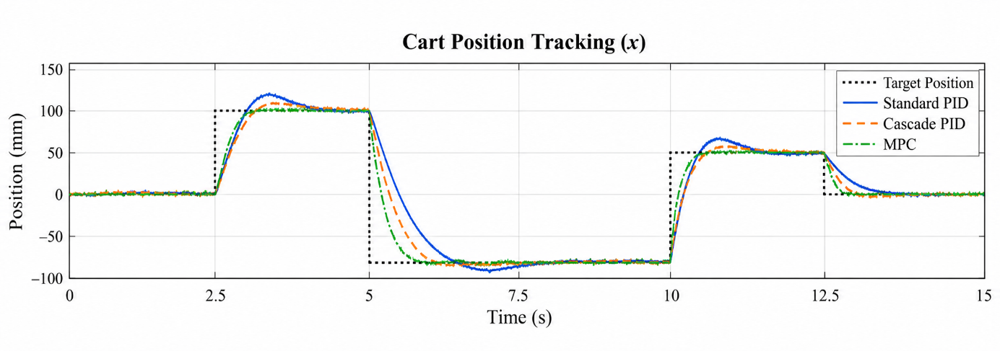 Cart Position Tracking (x)
150
100
50
0
−50
−100
Position (mm)
Target Position
Standard PID
Cascade PID
MPC
0 2.5 5 7.5 10 12.5 15
Time (s)